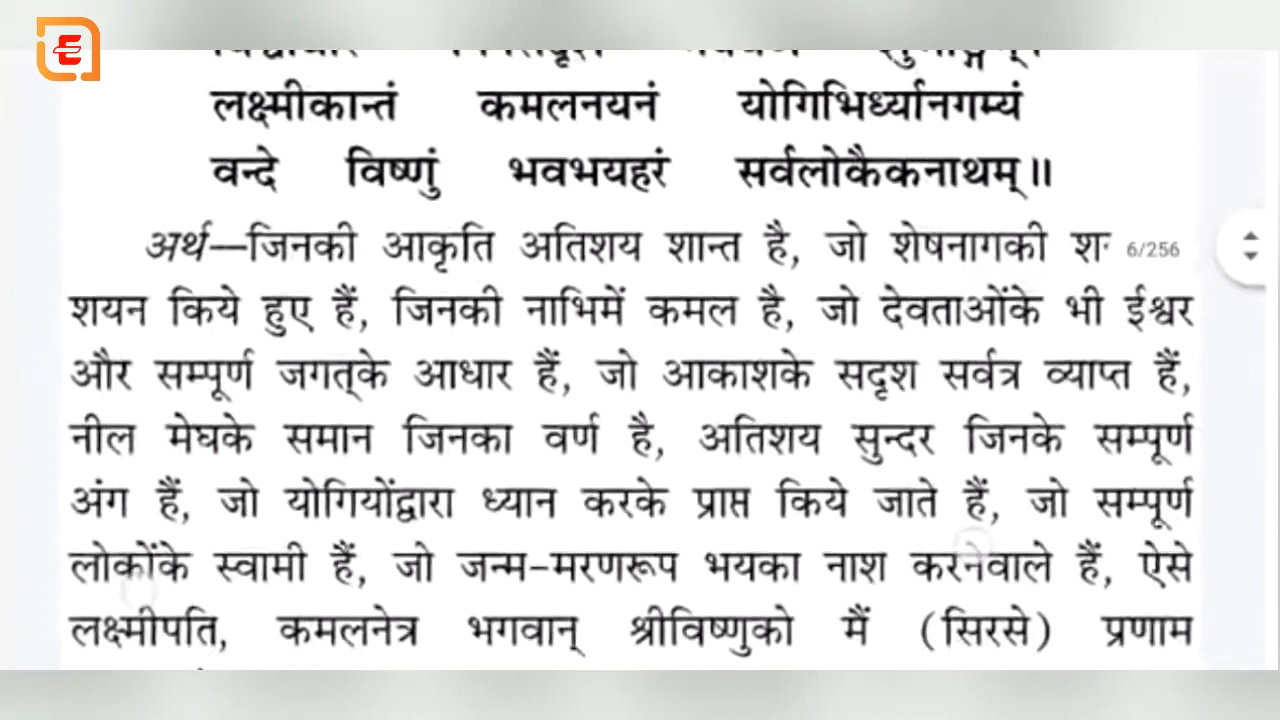 लक्ष्मीकान्तं कमलनयनं योगिभिर्ध्यानगम्यं
वन्दे विष्णुं भवभयहरं सर्वलोकैकनाथम्॥
अर्थ—जिनकी आकृति अतिशय शान्त है, जो शेषनागकी
6/256
शयन किये हुए हैं, जिनकी नाभिमें कमल है, जो देवताओंके भी ईश्वर
और सम्पूर्ण जगत्‌के आधार हैं, जो आकाशके सदृश सर्वत्र व्याप्त हैं,
नील मेघके समान जिनका वर्ण है, अतिशय सुन्दर जिनके सम्पूर्ण
अंग हैं, जो योगियोंद्वारा ध्यान करके प्राप्त किये जाते हैं, जो सम्पूर्ण
लोकोंके स्वामी हैं, जो जन्म-मरणरूप भयका नाश करनेवाले हैं, ऐसे
लक्ष्मीपति, कमलनेत्र भगवान् श्रीविष्णुको मैं (सिरसे) प्रणाम